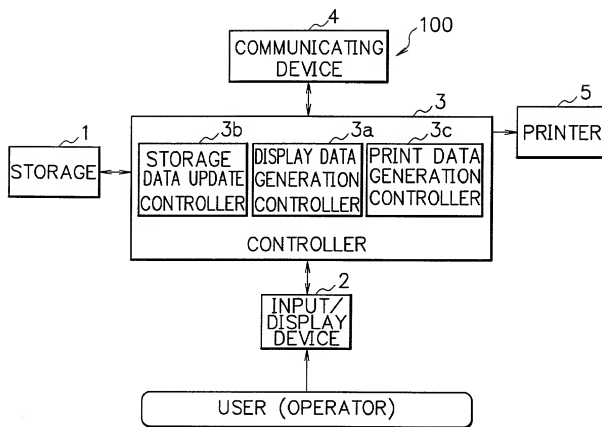 4
100
COMMUNICATING
DEVICE
3
5
PRINTER
1
STORAGE
3b
STORAGE
DATA UPDATE
CONTROLLER
3a
DISPLAY DATA
GENERATION
CONTROLLER
3c
PRINT DATA
GENERATION
CONTROLLER
CONTROLLER
2
INPUT/
DISPLAY
DEVICE
USER (OPERATOR)